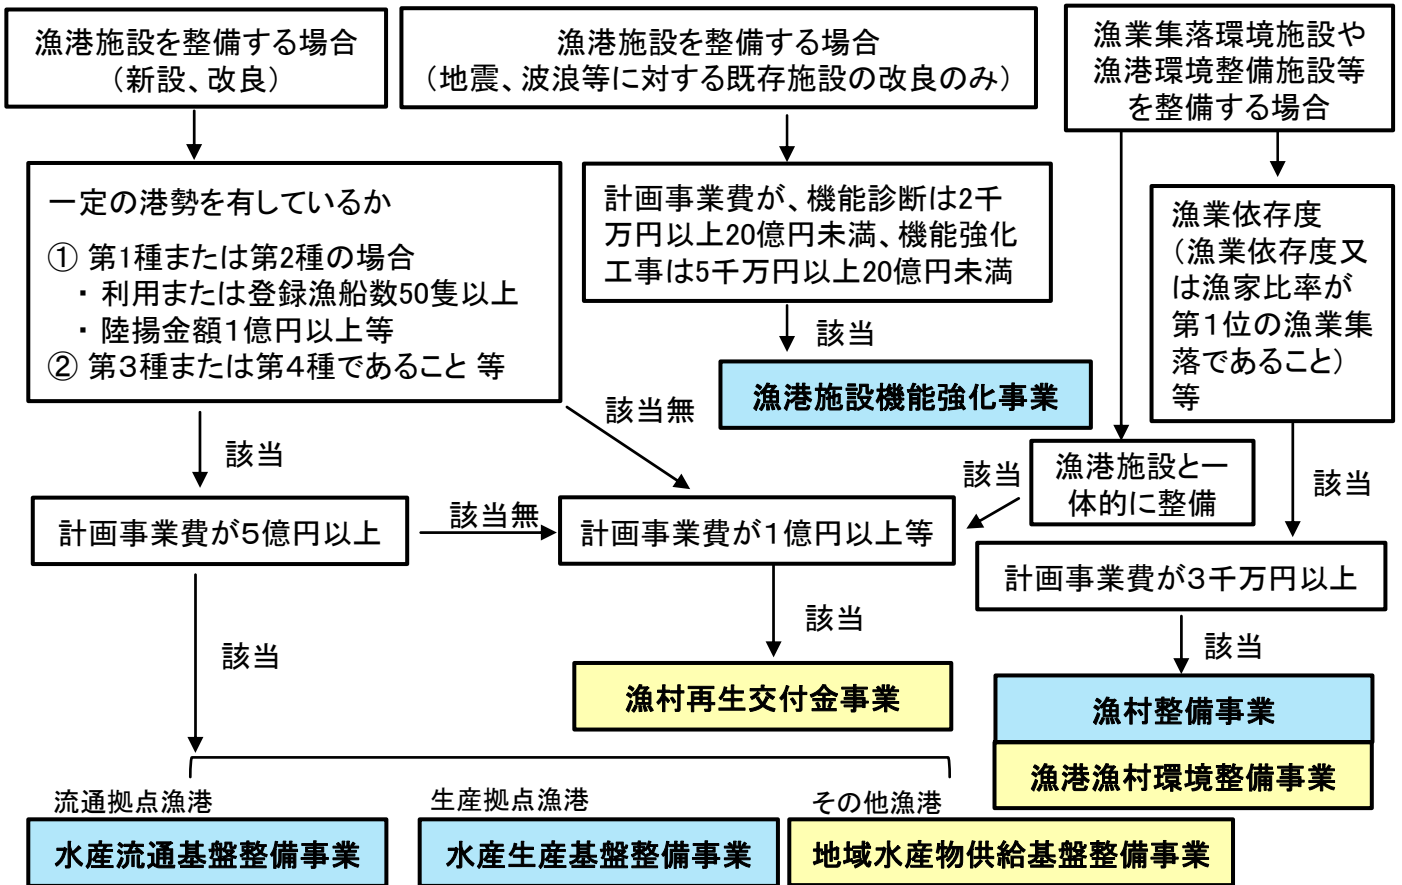 漁港施設を整備する場合
（新設、改良）
漁港施設を整備する場合
（地震、波浪等に対する既存施設の改良のみ）
漁業集落環境施設や
漁港環境整備施設等
を整備する場合
一定の港勢を有しているか
① 第1種または第2種の場合
・ 利用または登録漁船数50隻以上
・ 陸揚金額1億円以上等
② 第３種または第４種であること 等
計画事業費が、機能診断は2千
万円以上20億円未満、機能強化
工事は5千万円以上20億円未満
漁業依存度
（漁業依存度又
は漁家比率が
第１位の漁業集
落であること）
等
該当
漁港施設機能強化事業
該当無
該当
該当
漁港施設と一
体的に整備
該当
計画事業費が５億円以上
該当無
計画事業費が１億円以上等
計画事業費が３千万円以上
該当
該当
該当
漁村再生交付金事業
漁村整備事業
漁港漁村環境整備事業
流通拠点漁港
生産拠点漁港
その他漁港
水産流通基盤整備事業
水産生産基盤整備事業
地域水産物供給基盤整備事業